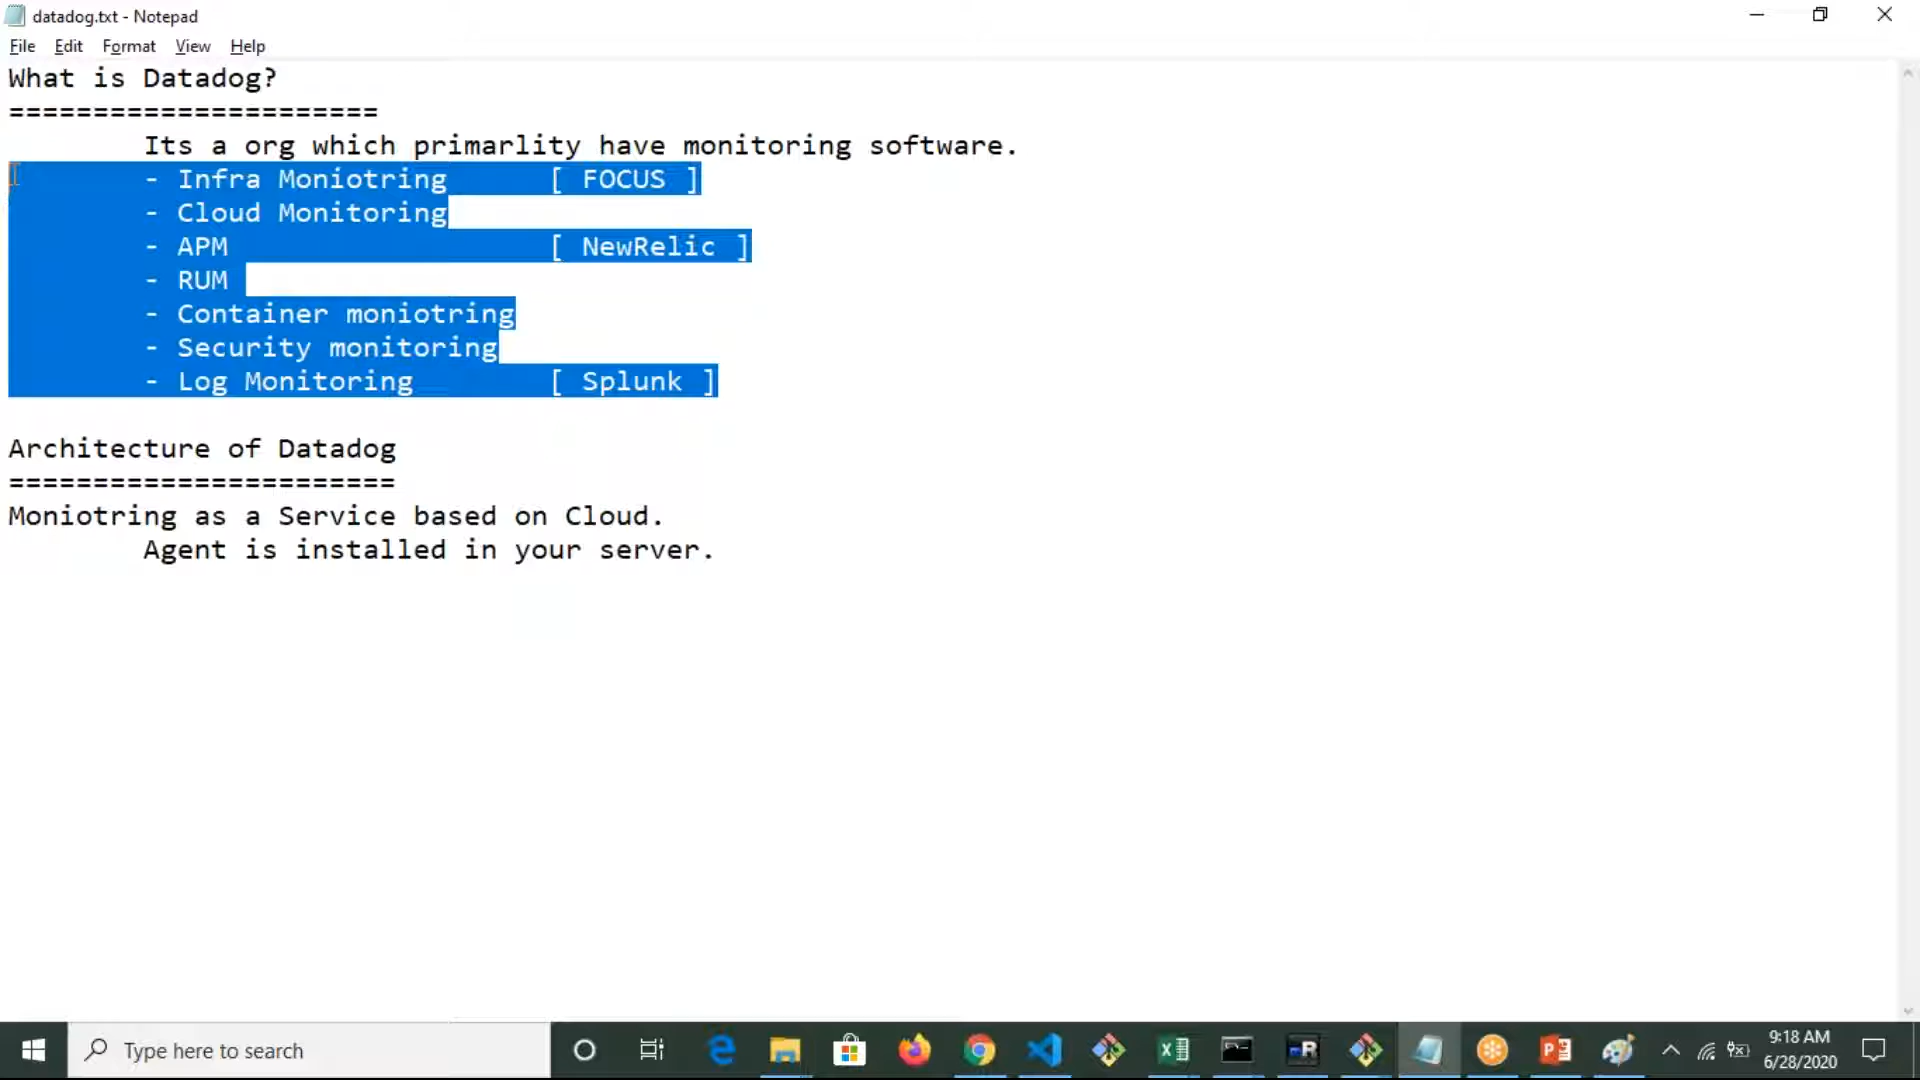 datadog.txt - Notepad
File Edit Format View Help
What is Datadog?
======================
Its a org which primarlity have monitoring software.
- Infra Moniotring [ FOCUS ]
- Cloud Monitoring
- APM [ NewRelic ]
- RUM
- Container moniotring
- Security monitoring
- Log Monitoring [ Splunk ]
Architecture of Datadog
=======================
Moniotring as a Service based on Cloud.
Agent is installed in your server.
Type here to search
9:18 AM
6/28/2020